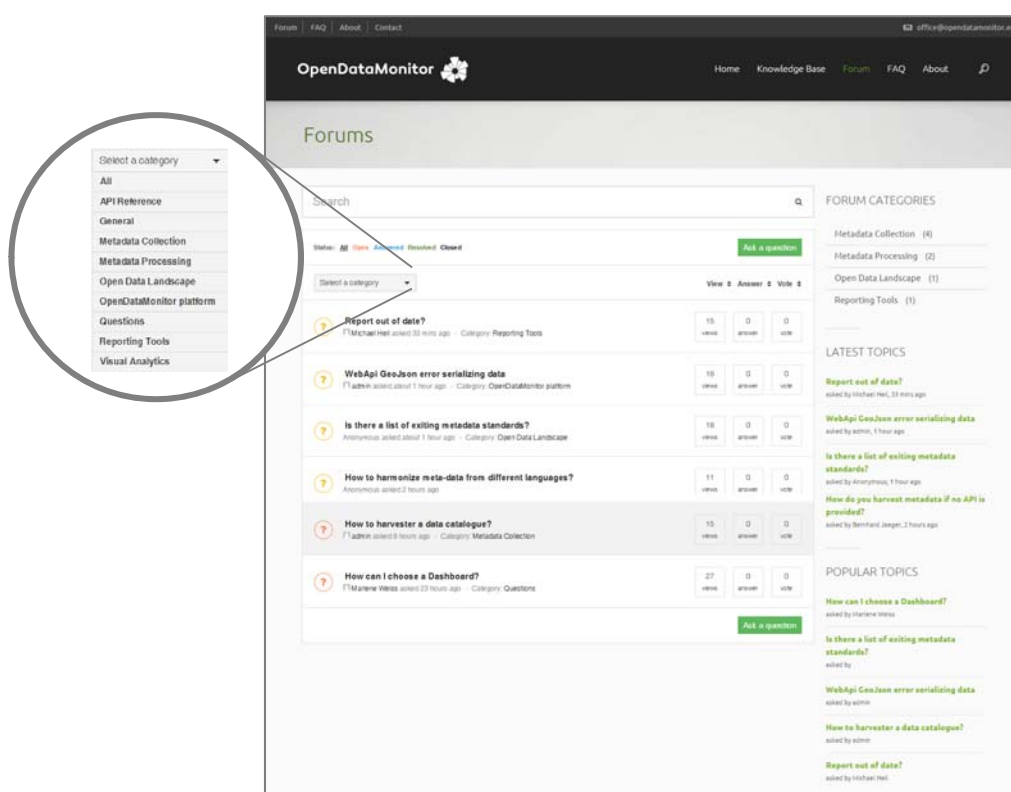 Forum FAQ About Contact office@opendatamonitor.e
OpenDataMonitor Home Knowledge Base Forum FAQ About
Forums
Select a category
All
API Reference
General
Metadata Collection
Metadata Processing
Open Data Landscape
OpenDataMonitor platform
Questions
Reporting Tools
Visual Analytics
Search
Status: All Open Answered Resolved Closed Ask a question
Select a category View Answer Vote
Report out of date?
Michael Heil asked 33 mins ago - Category: Reporting Tools
15 views 0 answer 0 vote
WebApi GeoJson error serializing data
admin asked about 1 hour ago - Category: OpenDataMonitor platform
16 views 0 answer 0 vote
Is there a list of exiting metadata standards?
Anonymous asked about 1 hour ago - Category: Open Data Landscape
18 views 0 answer 0 vote
How to harmonize meta-data from different languages?
Anonymous asked 2 hours ago
11 views 0 answer 0 vote
How to harvester a data catalogue?
admin asked 8 hours ago - Category: Metadata Collection
15 views 0 answer 0 vote
How can I choose a Dashboard?
Marlene Weiss asked 23 hours ago - Category: Questions
27 views 0 answer 0 vote
Ask a question
FORUM CATEGORIES
Metadata Collection (4)
Metadata Processing (2)
Open Data Landscape (1)
Reporting Tools (1)
LATEST TOPICS
Report out of date?
asked by Michael Heil, 33 mins ago
WebApi GeoJson error serializing data
asked by admin, 1 hour ago
Is there a list of exiting metadata
standards?
asked by Anonymous, 1 hour ago
How do you harvest metadata if no API is
provided?
asked by Bernhard Jaeger, 2 hours ago
POPULAR TOPICS
How can I choose a Dashboard?
asked by Marlene Weiss
Is there a list of exiting metadata
standards?
asked by
WebApi GeoJson error serializing data
asked by admin
How to harvester a data catalogue?
asked by admin
Report out of date?
asked by Michael Heil